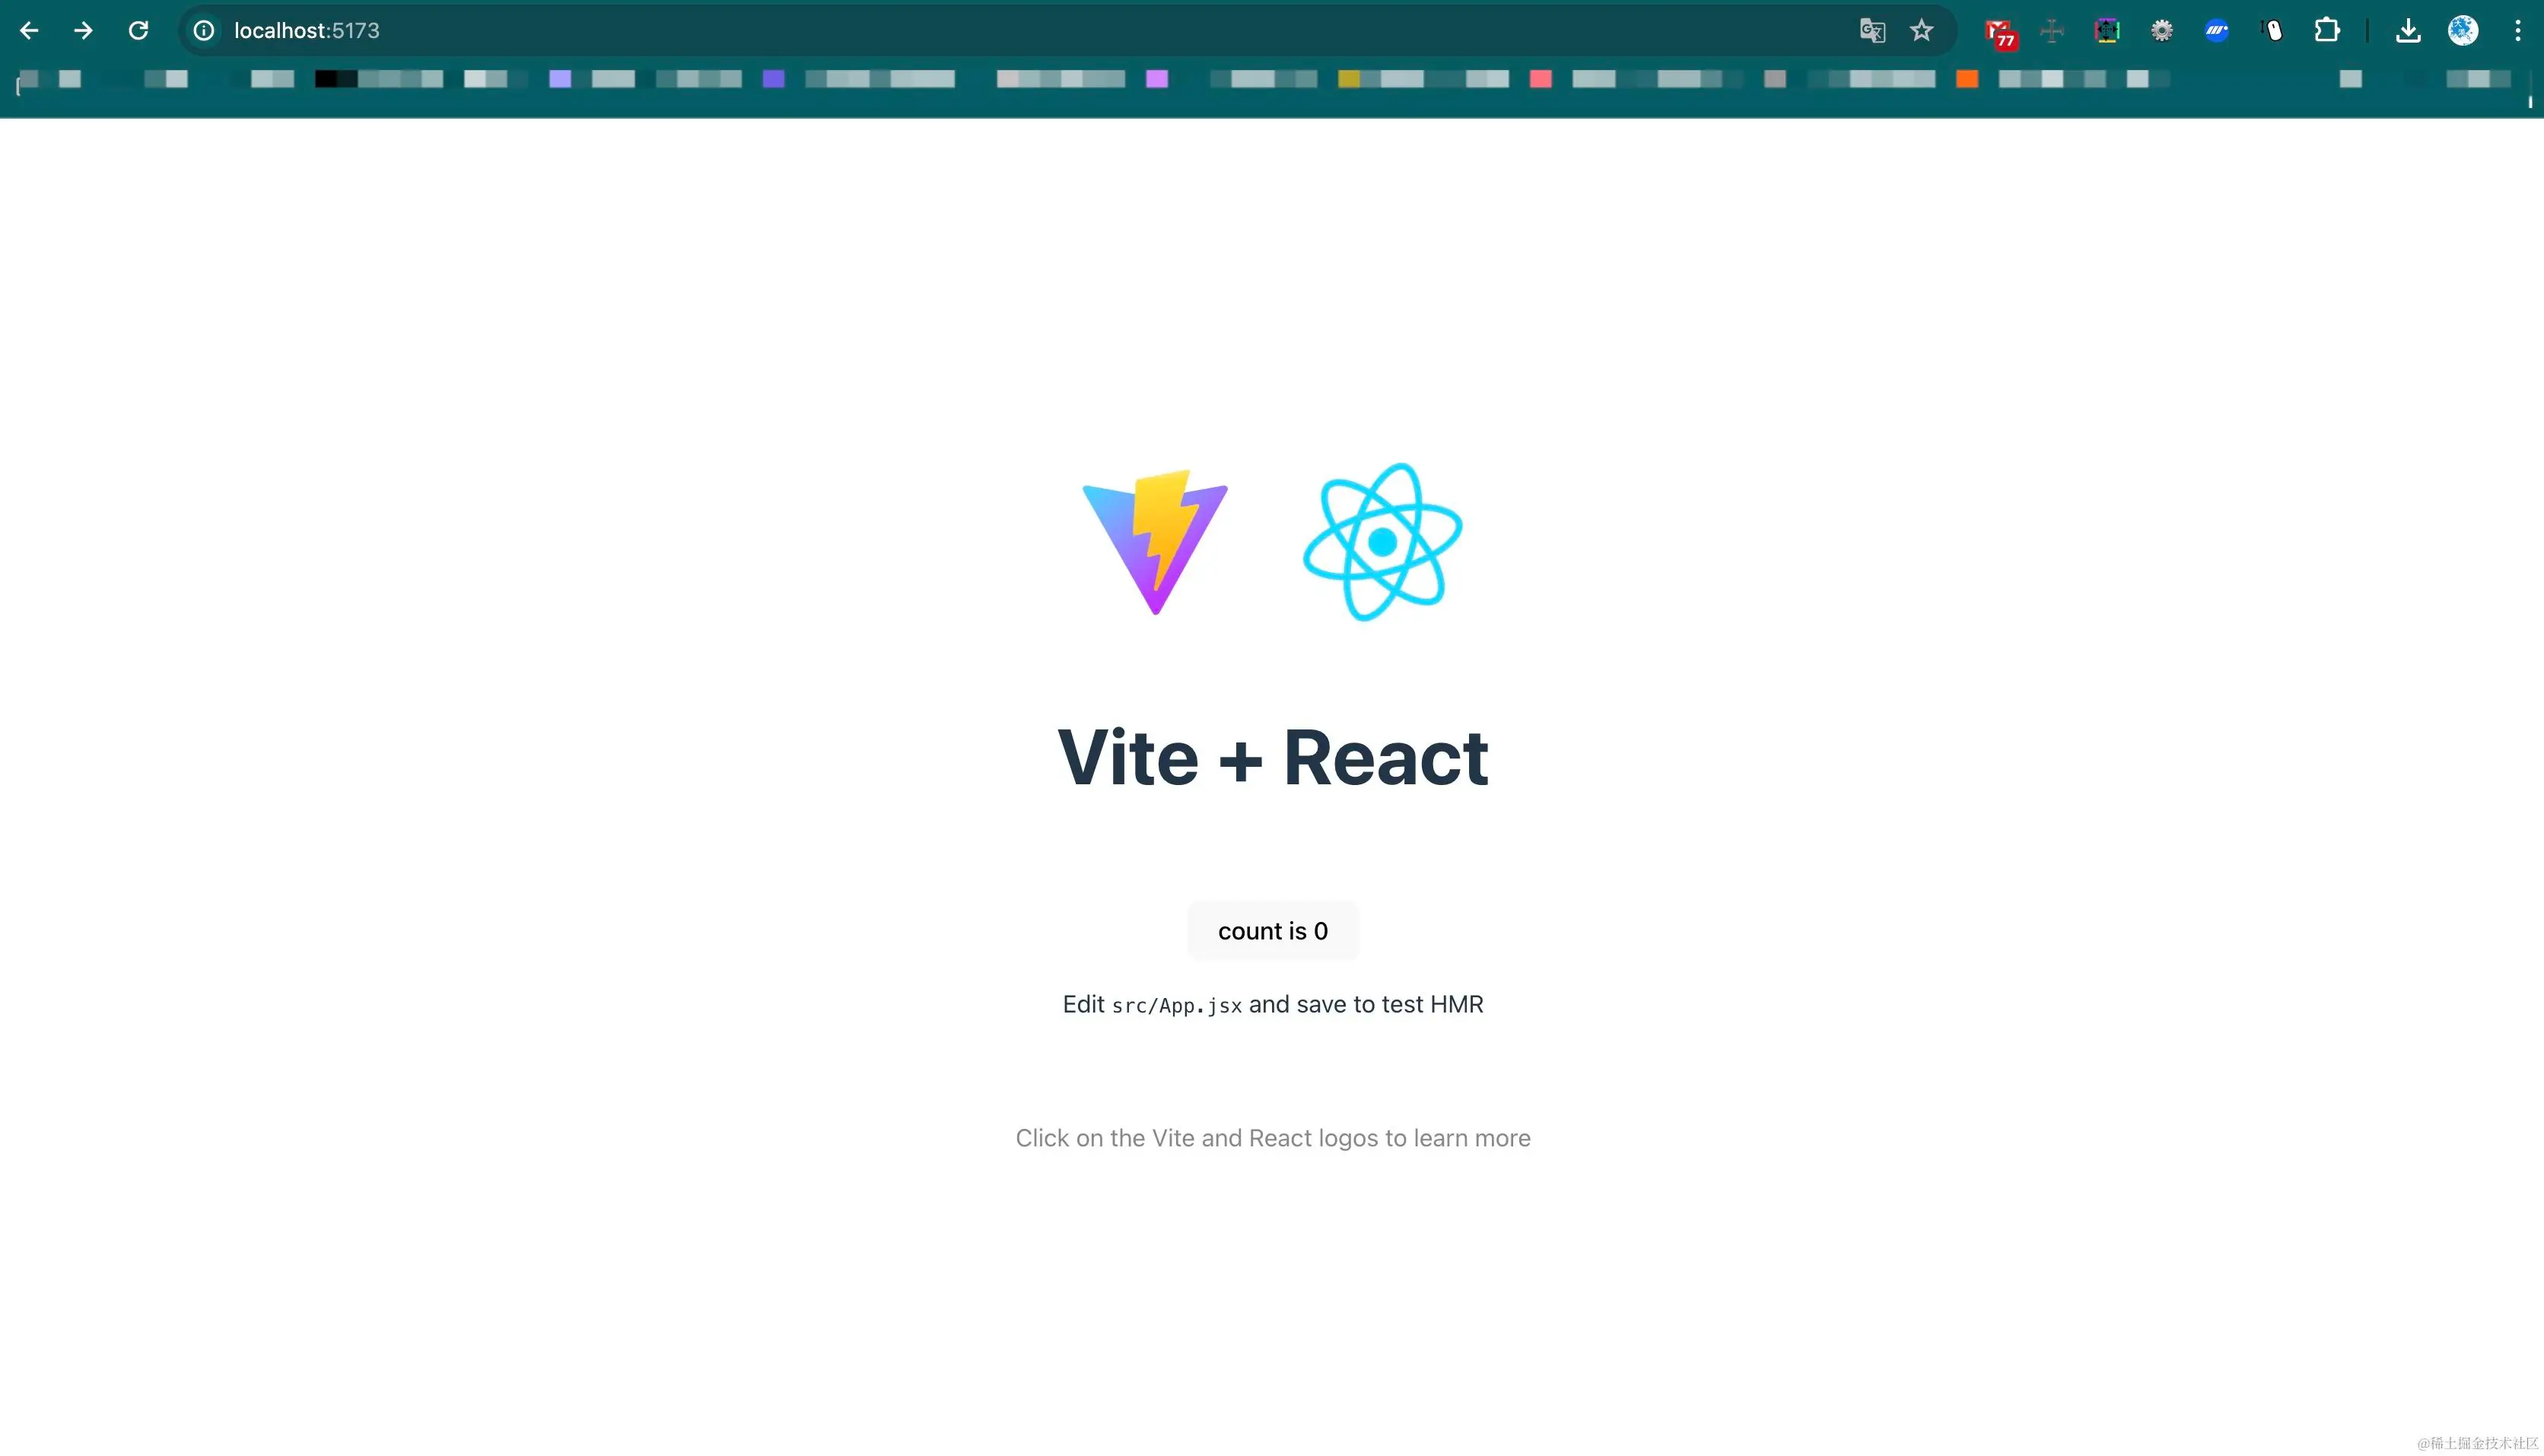 localhost:5173
77
Vite + React
count is 0
Edit src/App.jsx and save to test HMR
Click on the Vite and React logos to learn more
@稀土掘金技术社区